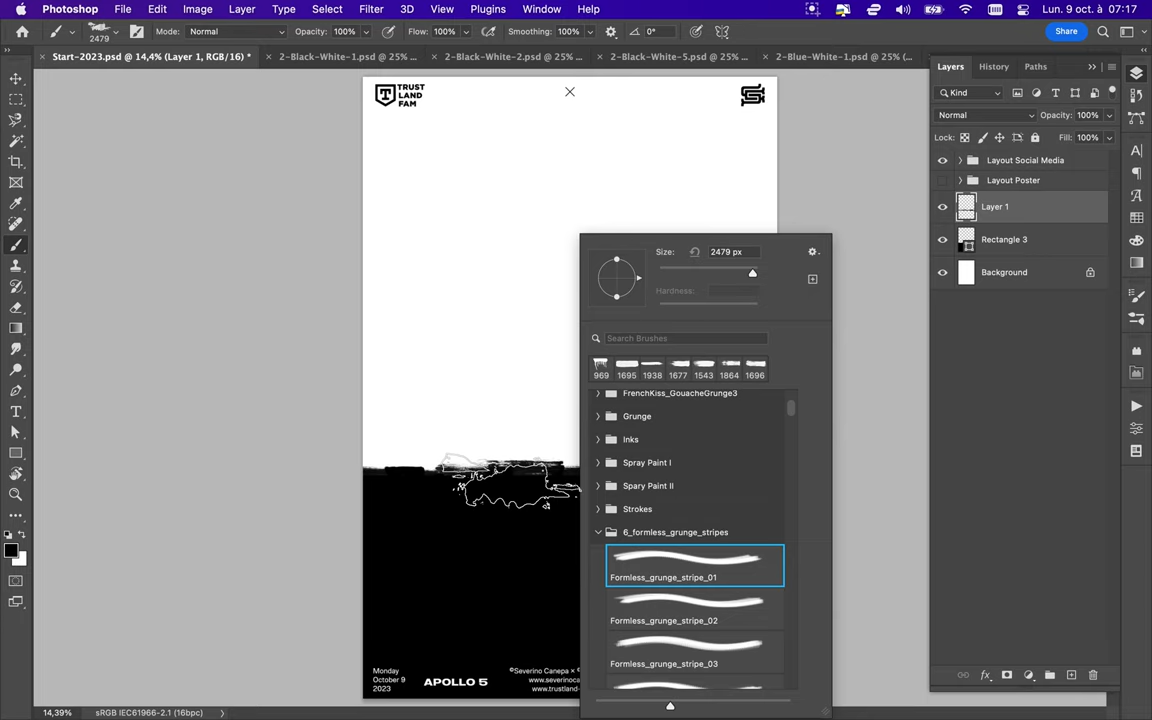 Photoshop File Edit Image Layer Type Select Filter 3D View Plugins Window Help Lun. 9 oct. à 07:17
2479 Mode: Normal Opacity: 100% Flow: 100% Smoothing: 100% 0° Share
Start-2023.psd @ 14,4% (Layer 1, RGB/16) * 2-Black-White-1.psd @ 25% ... 2-Black-White-2.psd @ 25% ... 2-Black-White-5.psd @ 25% ... 2-Blue-White-1.psd @ 25% (...
Layers History Paths
TRUST
LAND
FAM
Kind
Normal Opacity: 100%
Lock: Fill: 100%
Layout Social Media
Layout Poster
Layer 1
Rectangle 3
Background
Size: 2479 px
Hardness:
Search Brushes
969 1695 1938 1677 1543 1864 1696
FrenchKiss_GouacheGrunge3
Grunge
Inks
Spray Paint I
Spary Paint II
Strokes
6_formless_grunge_stripes
Formless_grunge_stripe_01
Formless_grunge_stripe_02
Formless_grunge_stripe_03
Monday
October 9
2023
APOLLO 5
©Severino Canepa ×
www.severinoca
www.trustland-
14,39% sRGB IEC61966-2.1 (16bpc)